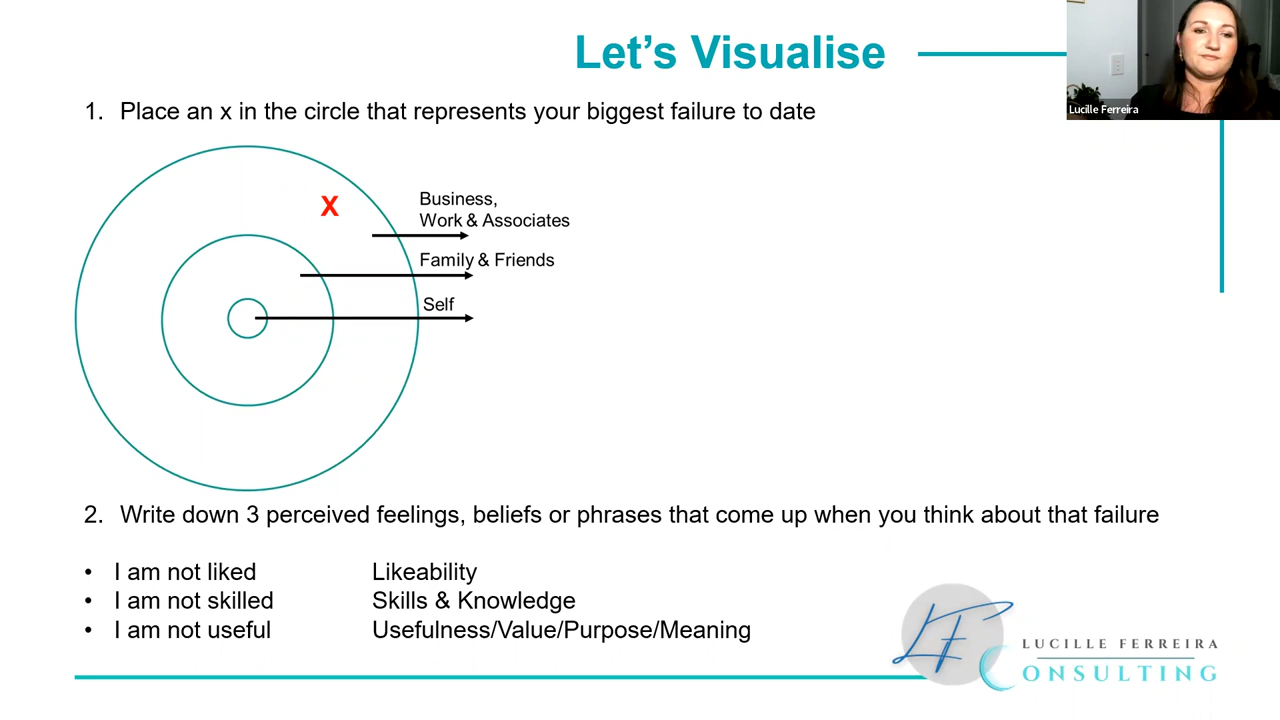 Let's Visualise
Lucille Ferreira
1. Place an x in the circle that represents your biggest failure to date
X
Business,
Work & Associates
Family & Friends
Self
2. Write down 3 perceived feelings, beliefs or phrases that come up when you think about that failure
• I am not liked Likeability
• I am not skilled Skills & Knowledge
• I am not useful Usefulness/Value/Purpose/Meaning
LF
LUCILLE FERREIRA
CONSULTING